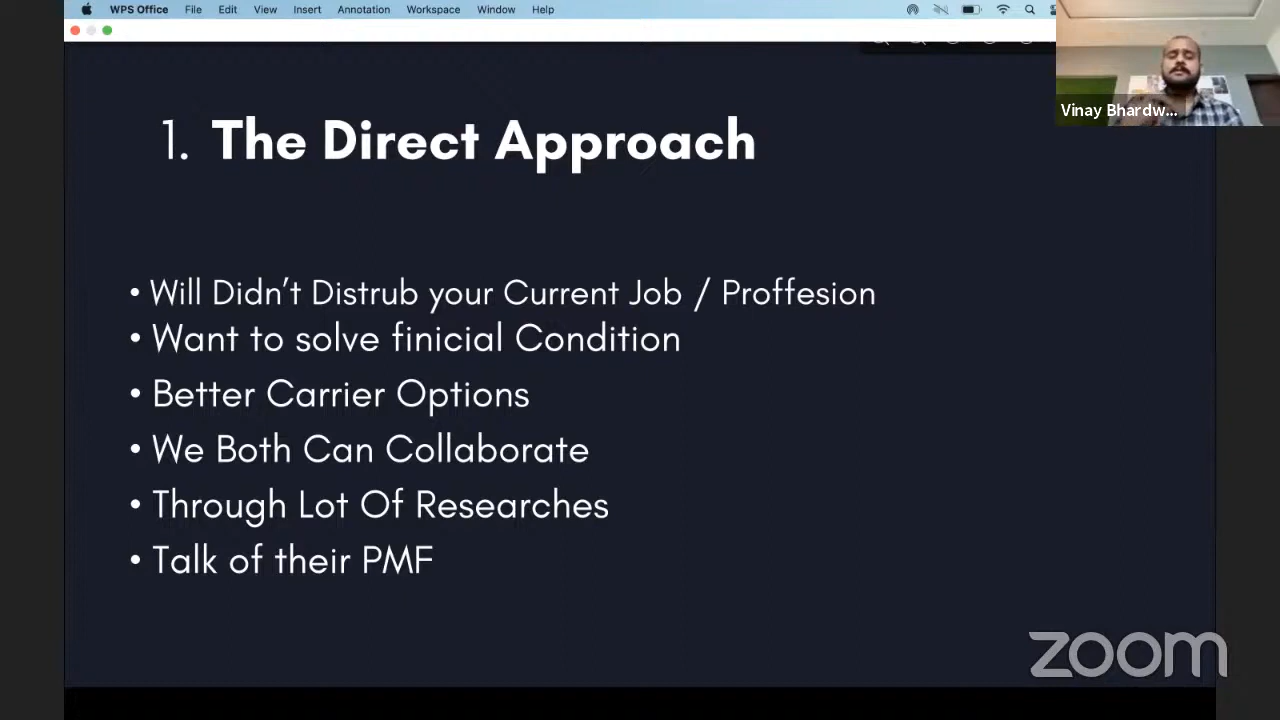 WPS Office File Edit View Insert Annotation Workspace Window Help
Vinay Bhardw...
1. The Direct Approach
• Will Didn't Distrub your Current Job / Proffesion
• Want to solve finicial Condition
• Better Carrier Options
• We Both Can Collaborate
• Through Lot Of Researches
• Talk of their PMF
zoom